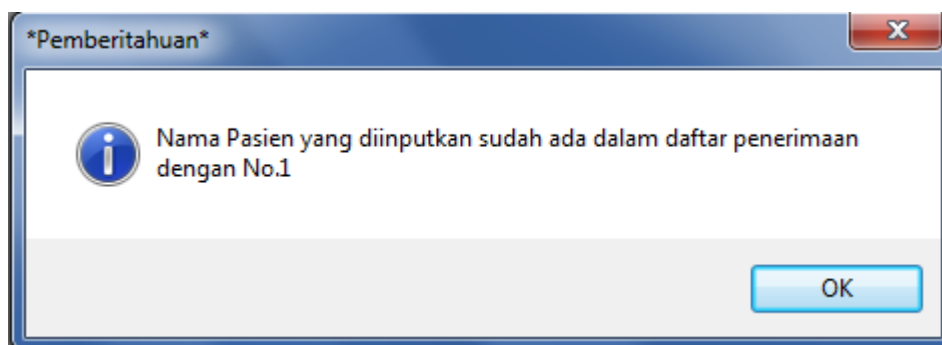 *Pemberitahuan*
Nama Pasien yang diinputkan sudah ada dalam daftar penerimaan
dengan No.1
OK